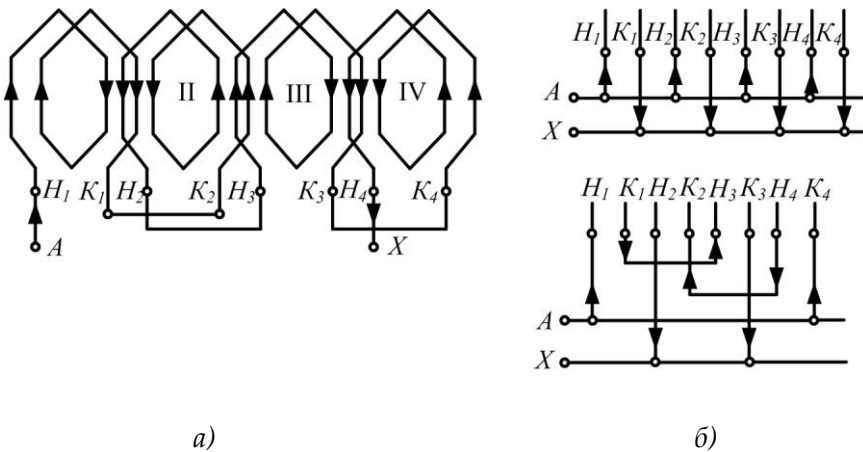 II III IV
Н1 К1 Н2 К2 Н3 К3 Н4 К4
A X
Н1 К1 Н2 К2 Н3 К3 Н4 К4
A
X
Н1 К1 Н2 К2 Н3 К3 Н4 К4
A
X
а) б)